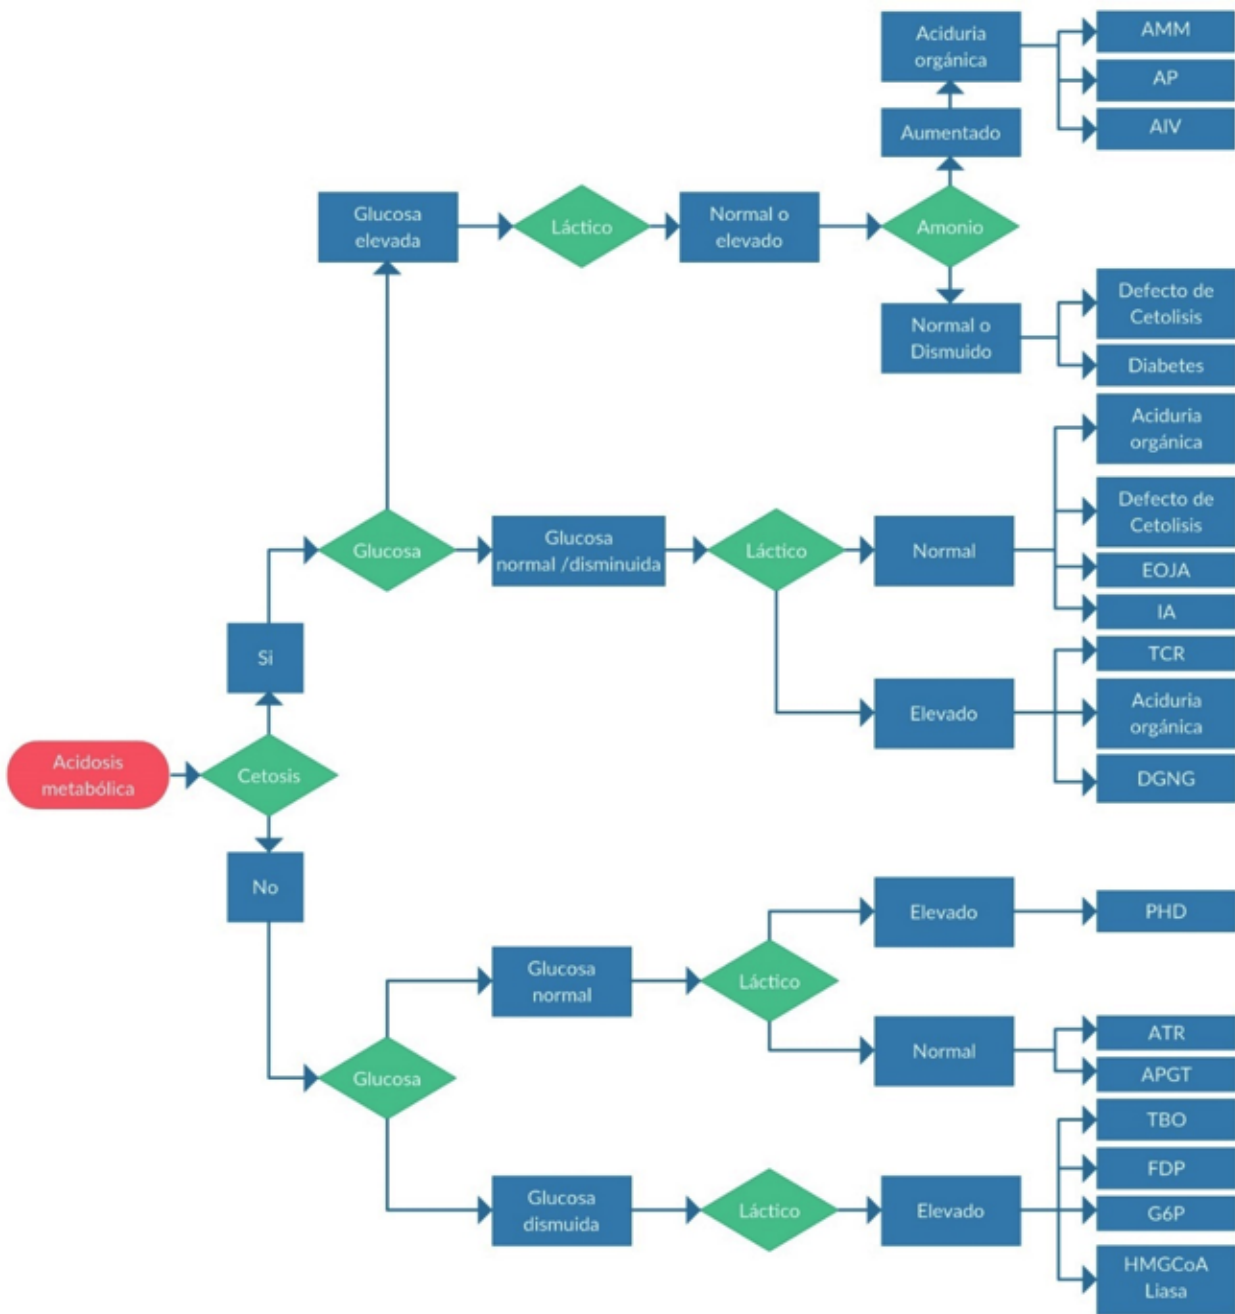 Aciduria
orgánica
AMM
AP
AIV
Aumentado
Glucosa
elevada
Láctico
Normal o
elevado
Amonio
Normal o
Dismuido
Defecto de
Cetolisis
Diabetes
Glucosa
Glucosa
normal /disminuida
Láctico
Normal
Aciduria
orgánica
Defecto de
Cetolisis
EOJA
IA
Si
Elevado
TCR
Aciduria
orgánica
DGNG
Acidosis
metabólica
Cetosis
No
Glucosa
normal
Láctico
Elevado
PHD
Normal
ATR
APGT
Glucosa
Glucosa
dismuida
Láctico
Elevado
TBO
FDP
G6P
HMGCoA
Liasa